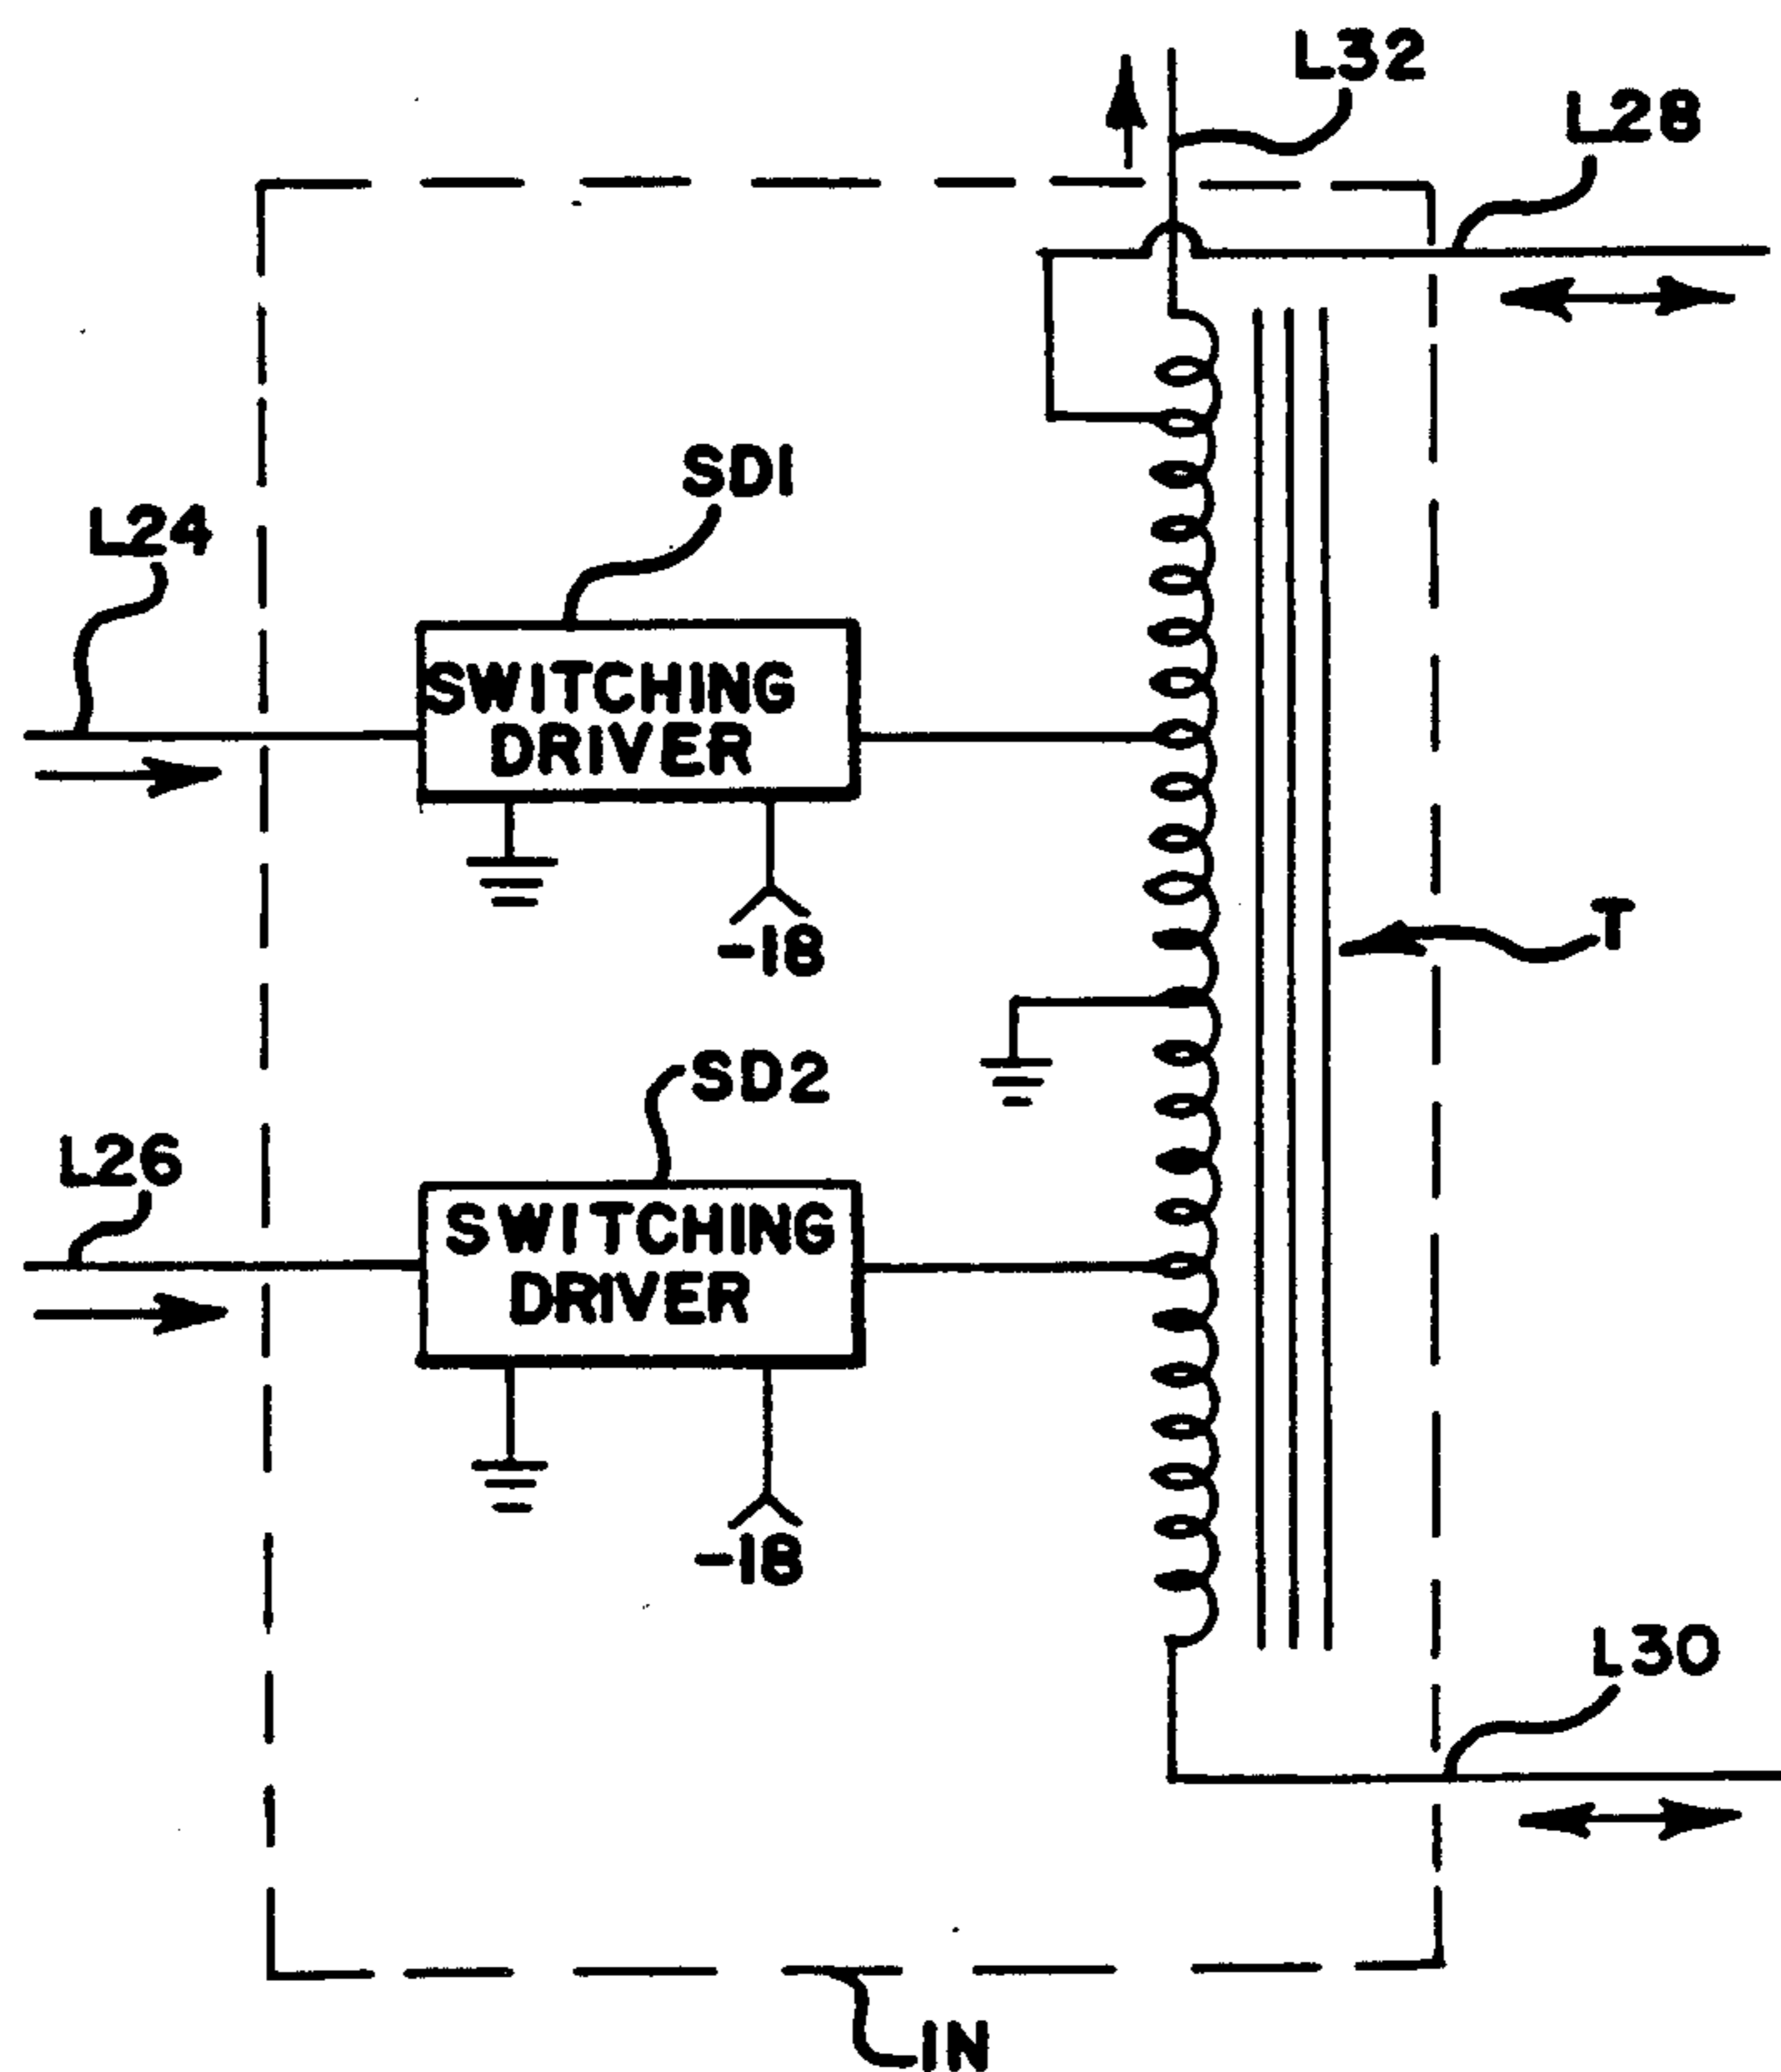 L32
L28
SD1
L24
SWITCHING
DRIVER
-18
T
SD2
L26
SWITCHING
DRIVER
-18
L30
IN